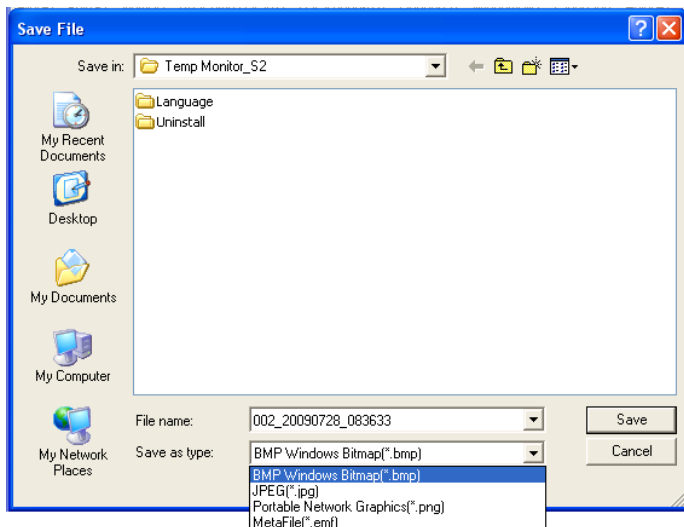 Save File
Save in: Temp Monitor_S2
Language
Uninstall
My Recent
Documents
Desktop
My Documents
My Computer
My Network
Places
File name: 002_20090728_083633 Save
Save as type: BMP Windows Bitmap(*.bmp) Cancel
BMP Windows Bitmap(*.bmp)
JPEG(*.jpg)
Portable Network Graphics(*.png)
MetaFile(*.emf)